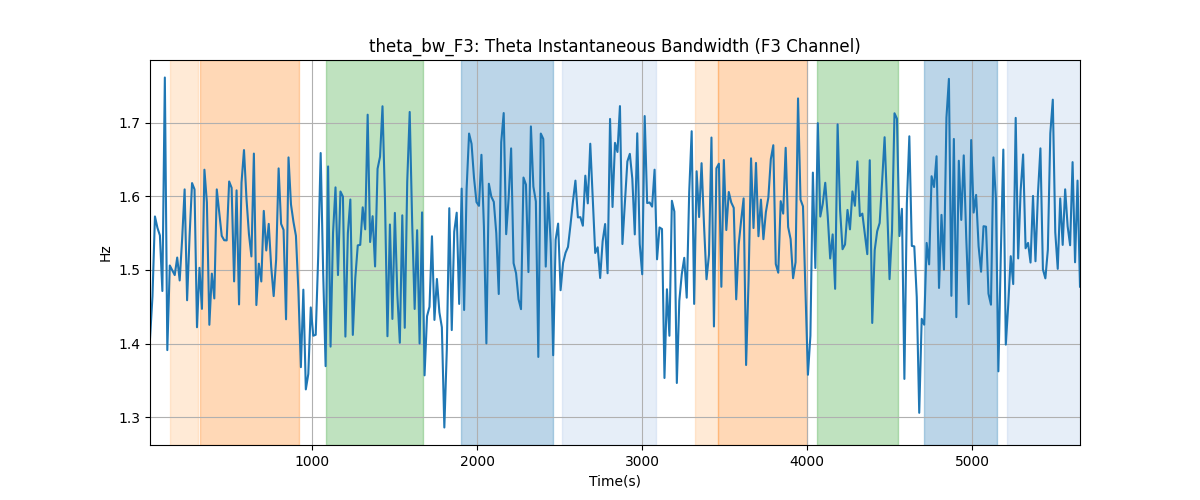 theta_bw_F3: Theta Instantaneous Bandwidth (F3 Channel)
Hz
1.7
1.6
1.5
1.4
1.3
1000 2000 3000 4000 5000
Time(s)